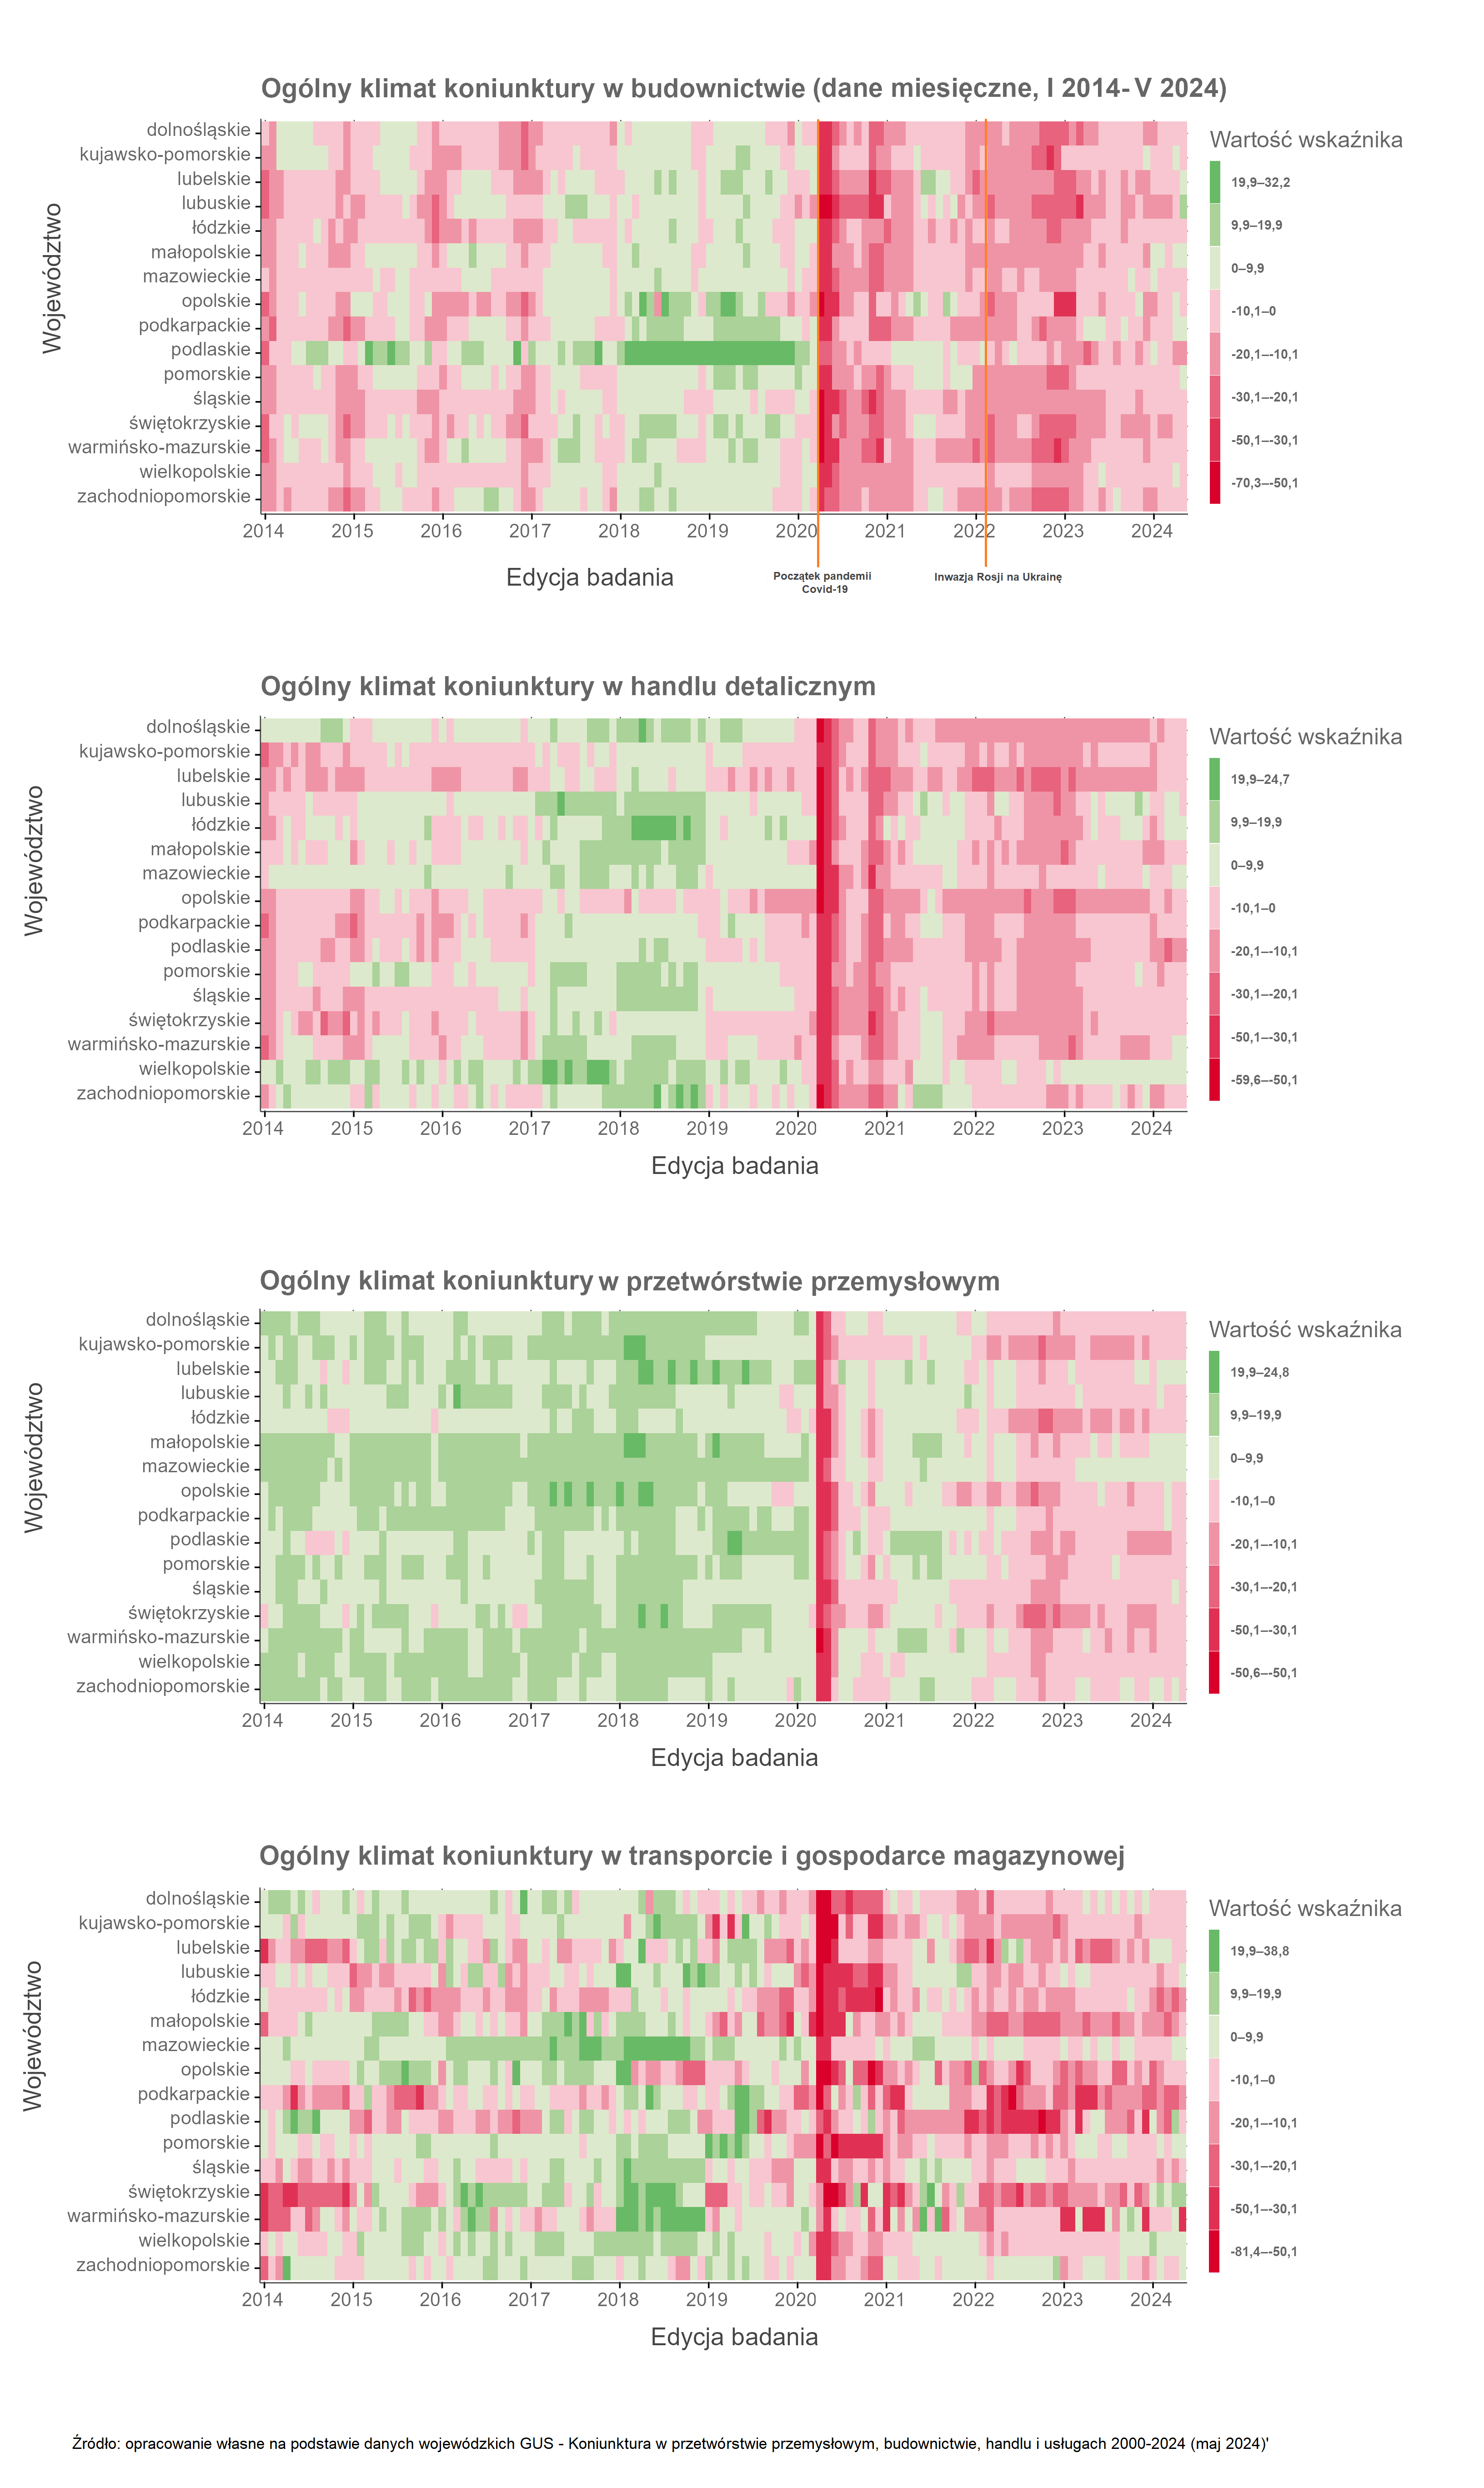 Ogólny klimat koniunktury w budownictwie (dane miesięczne, I 2014- V 2024)
Województwo
dolnośląskie
kujawsko-pomorskie
lubelskie
lubuskie
łódzkie
małopolskie
mazowieckie
opolskie
podkarpackie
podlaskie
pomorskie
śląskie
świętokrzyskie
warmińsko-mazurskie
wielkopolskie
zachodniopomorskie
2014 2015 2016 2017 2018 2019 2020 2021 2022 2023 2024
Edycja badania
Początek pandemii
Covid-19
Inwazja Rosji na Ukrainę
Wartość wskaźnika
19,9–32,2
9,9–19,9
0–9,9
-10,1–0
-20,1–-10,1
-30,1–-20,1
-50,1–-30,1
-70,3–-50,1
Ogólny klimat koniunktury w handlu detalicznym
Województwo
dolnośląskie
kujawsko-pomorskie
lubelskie
lubuskie
łódzkie
małopolskie
mazowieckie
opolskie
podkarpackie
podlaskie
pomorskie
śląskie
świętokrzyskie
warmińsko-mazurskie
wielkopolskie
zachodniopomorskie
2014 2015 2016 2017 2018 2019 2020 2021 2022 2023 2024
Edycja badania
Wartość wskaźnika
19,9–24,7
9,9–19,9
0–9,9
-10,1–0
-20,1–-10,1
-30,1–-20,1
-50,1–-30,1
-59,6–-50,1
Ogólny klimat koniunktury w przetwórstwie przemysłowym
Województwo
dolnośląskie
kujawsko-pomorskie
lubelskie
lubuskie
łódzkie
małopolskie
mazowieckie
opolskie
podkarpackie
podlaskie
pomorskie
śląskie
świętokrzyskie
warmińsko-mazurskie
wielkopolskie
zachodniopomorskie
2014 2015 2016 2017 2018 2019 2020 2021 2022 2023 2024
Edycja badania
Wartość wskaźnika
19,9–24,8
9,9–19,9
0–9,9
-10,1–0
-20,1–-10,1
-30,1–-20,1
-50,1–-30,1
-50,6–-50,1
Ogólny klimat koniunktury w transporcie i gospodarce magazynowej
Województwo
dolnośląskie
kujawsko-pomorskie
lubelskie
lubuskie
łódzkie
małopolskie
mazowieckie
opolskie
podkarpackie
podlaskie
pomorskie
śląskie
świętokrzyskie
warmińsko-mazurskie
wielkopolskie
zachodniopomorskie
2014 2015 2016 2017 2018 2019 2020 2021 2022 2023 2024
Edycja badania
Wartość wskaźnika
19,9–38,8
9,9–19,9
0–9,9
-10,1–0
-20,1–-10,1
-30,1–-20,1
-50,1–-30,1
-81,4–-50,1
Źródło: opracowanie własne na podstawie danych wojewódzkich GUS - Koniunktura w przetwórstwie przemysłowym, budownictwie, handlu i usługach 2000-2024 (maj 2024)'